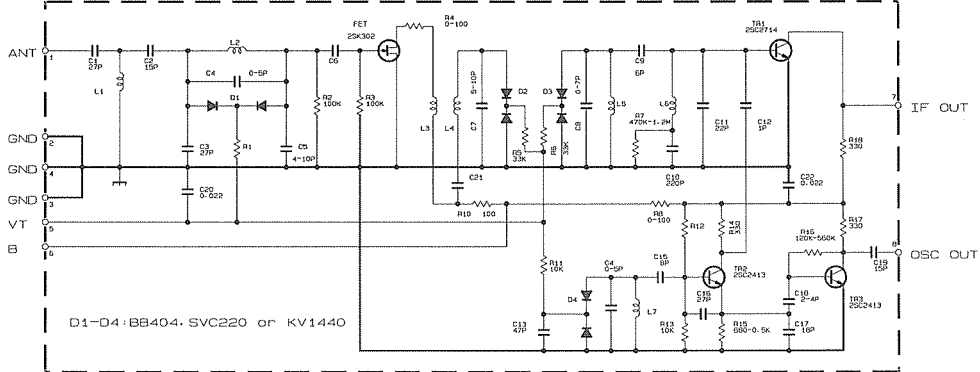 R4
0-100
FET
2SK302
TR1
2SC2714
ANT
1
C1
27P
C2
15P
L2
C6
C4
0-5P
L1
D1
R2
100K
R3
100K
5-10P
C7
D2
D3
0-7P
C8
C9
6P
L5
L6
R7
470K-1.2M
C11
22P
C12
1P
7
IF OUT
L3
L4
R18
330
GND
2
C3
27P
R1
C5
4-10P
R5
33K
R6
33K
GND
4
C10
220P
C20
0.022
C21
C22
0.022
GND
3
R10
100
R8
0-100
VT
5
R12
R14
330
R17
330
B
6
R16
120K-560K
8
OSC OUT
R11
10K
C4
0-5P
C15
8P
TR2
2SC2413
C19
15P
D4
C16
27P
C18
2-4P
TR3
2SC2413
D1-D4:BB404, SVC220 or KV1440
C13
47P
L7
R13
10K
R15
680-0.5K
C17
18P